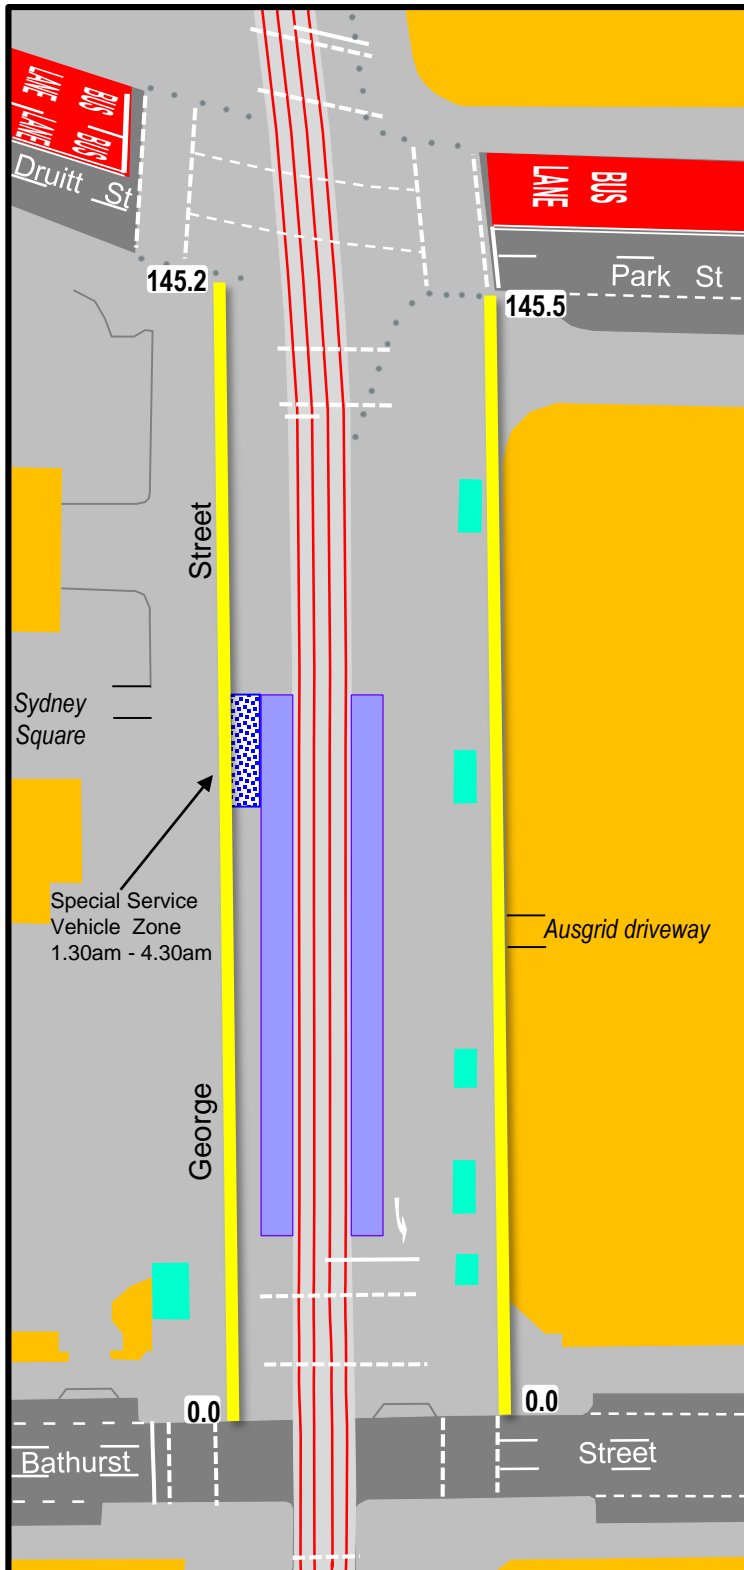 BUS BUS
LANE LANE
Druitt St
BUS
LANE
Park St
145.2
145.5
Street
Sydney
Square
Special Service
Vehicle Zone
1.30am - 4.30am
Ausgrid driveway
George
0.0
0.0
Bathurst
Street